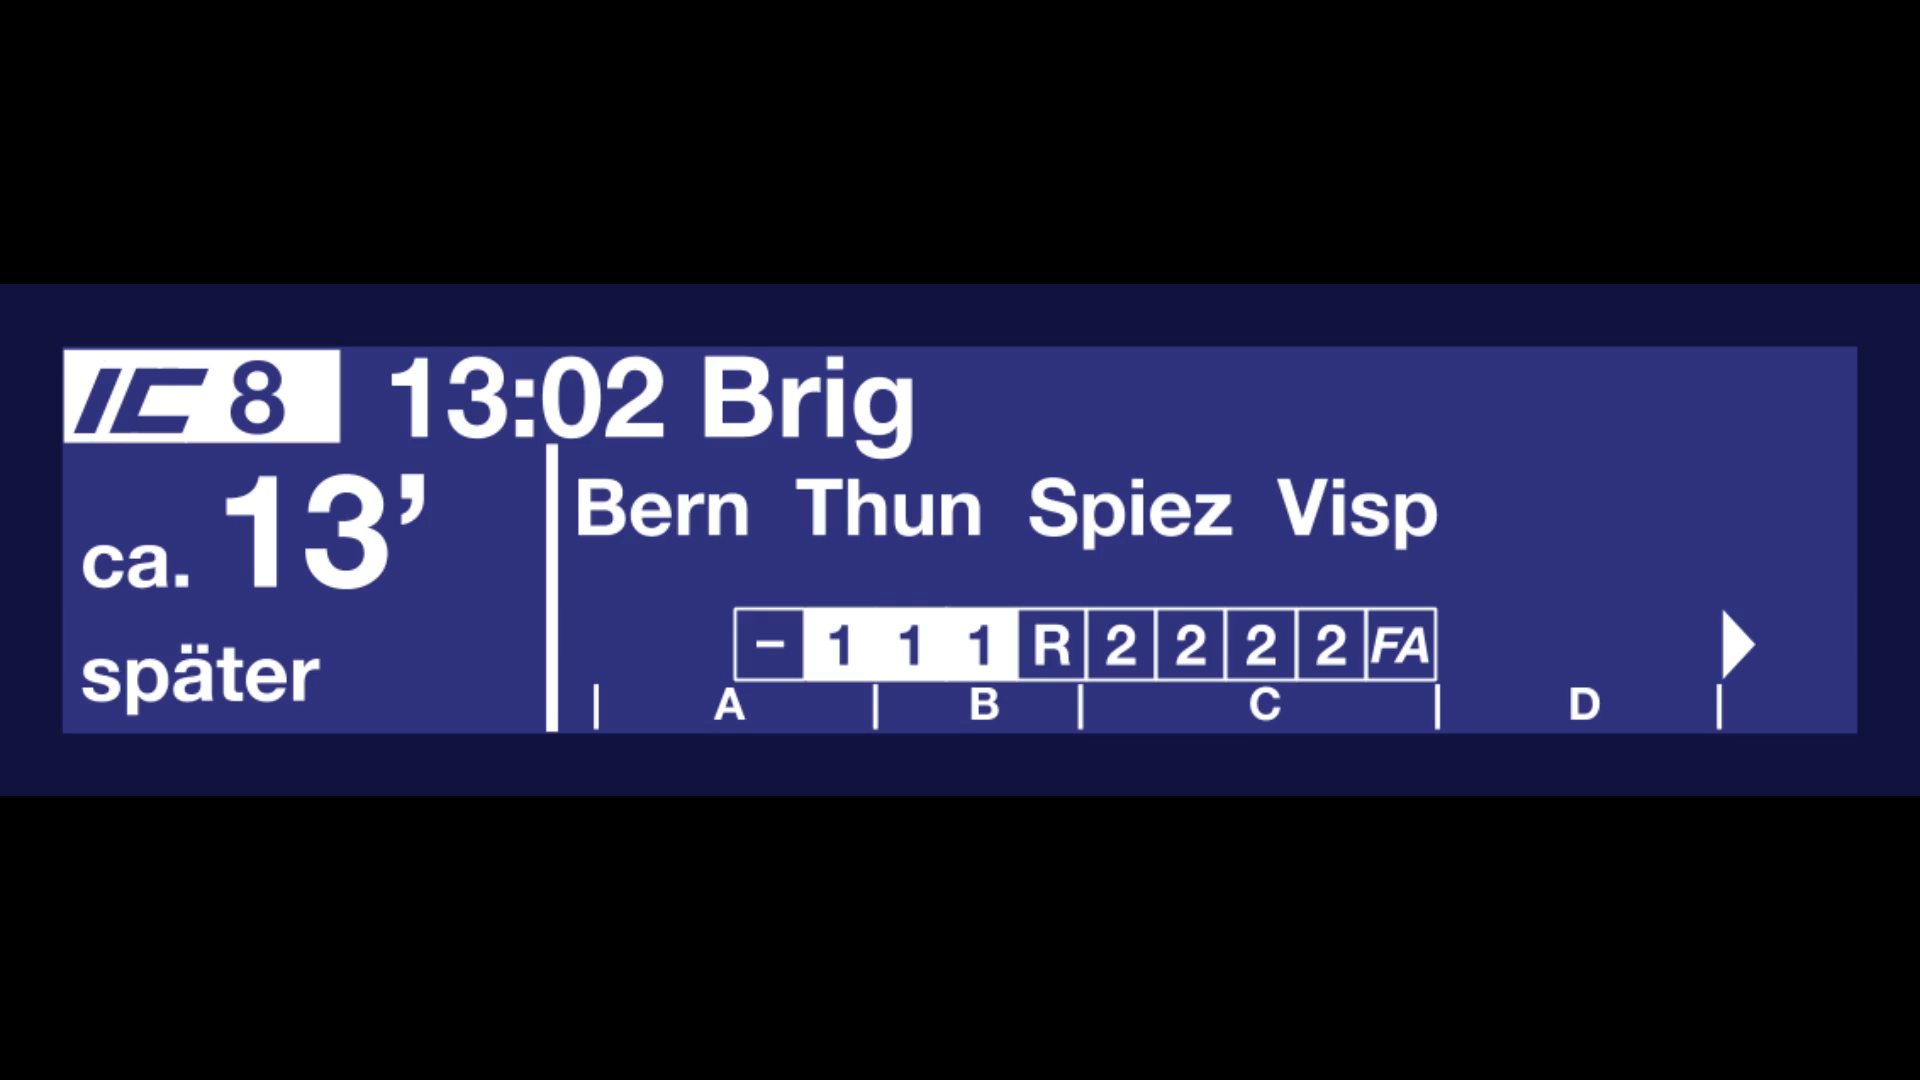 IC 8 13:02 Brig
ca. 13’
später
Bern Thun Spiez Visp
– 1 1 1 R 2 2 2 2 FA
A B C D